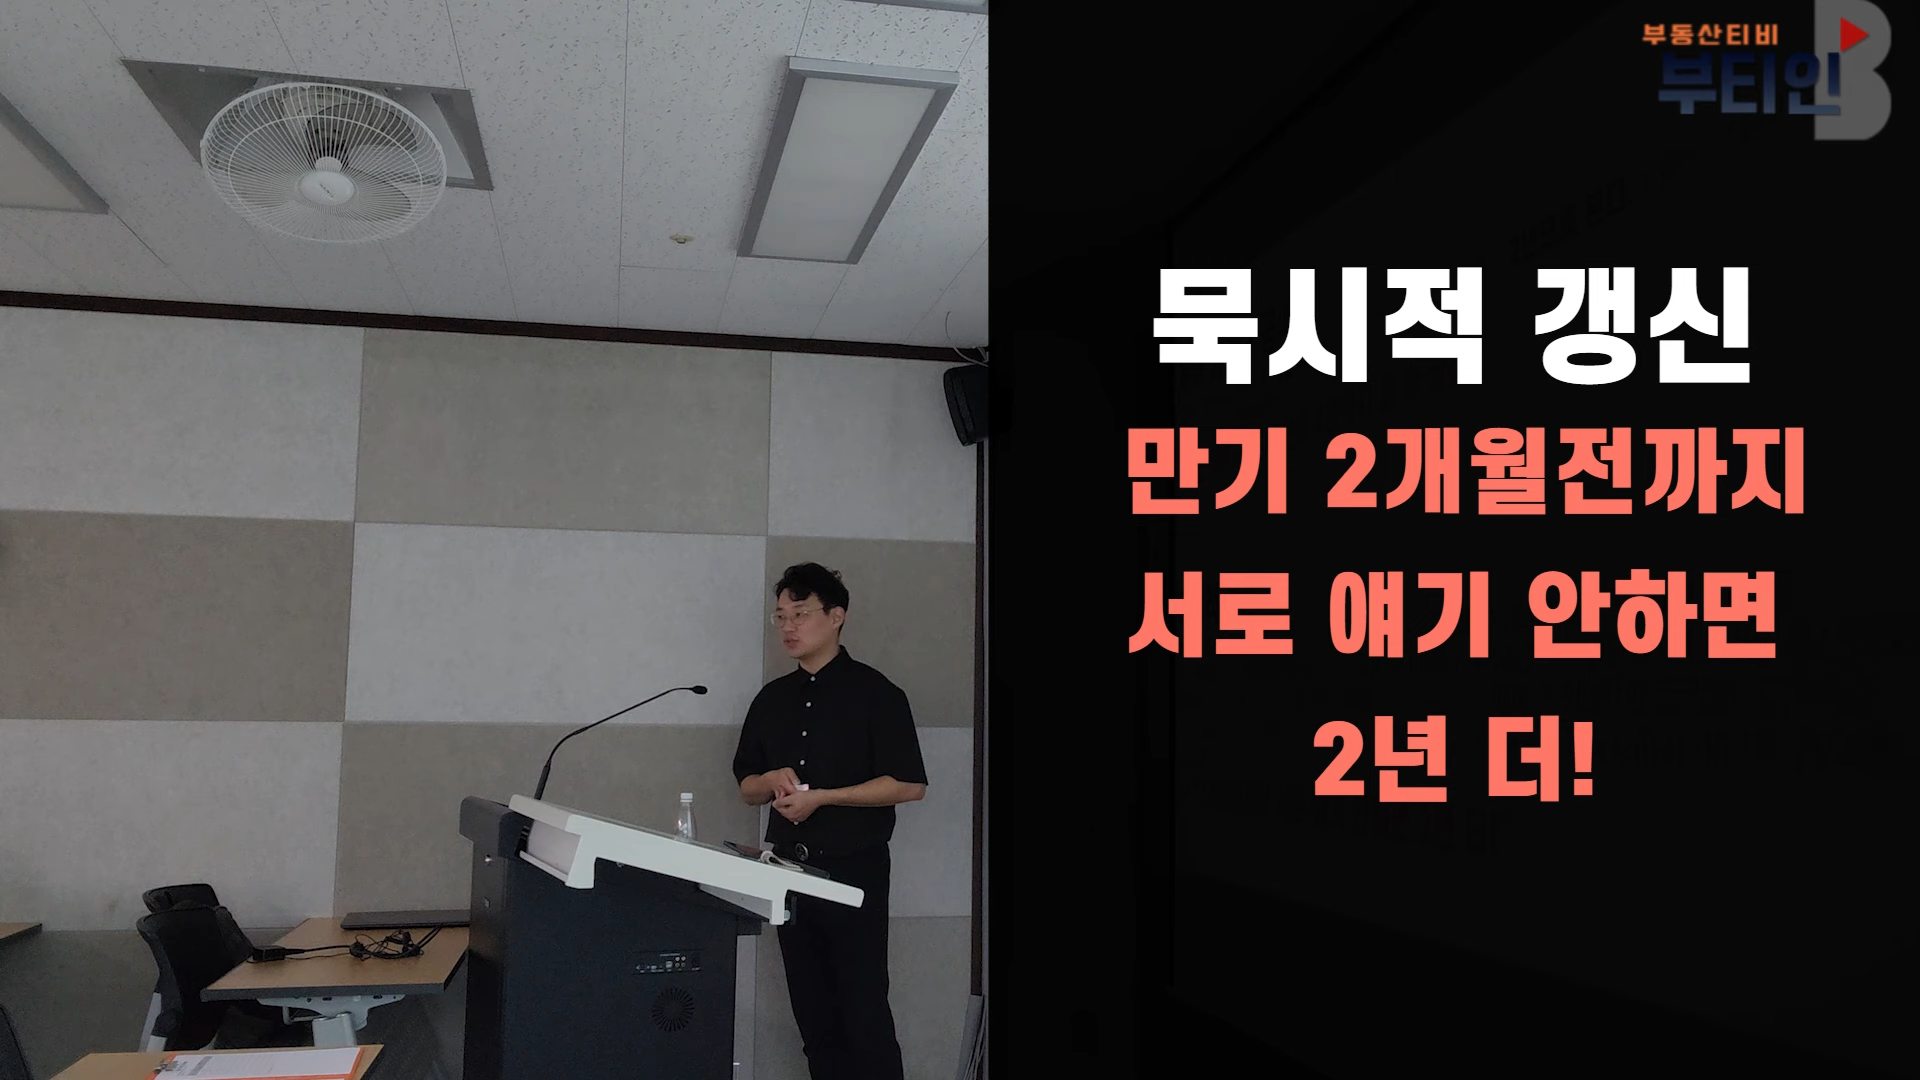 부동산티비
부티인
묵시적 갱신
만기 2개월전까지
서로 얘기 안하면
2년 더!